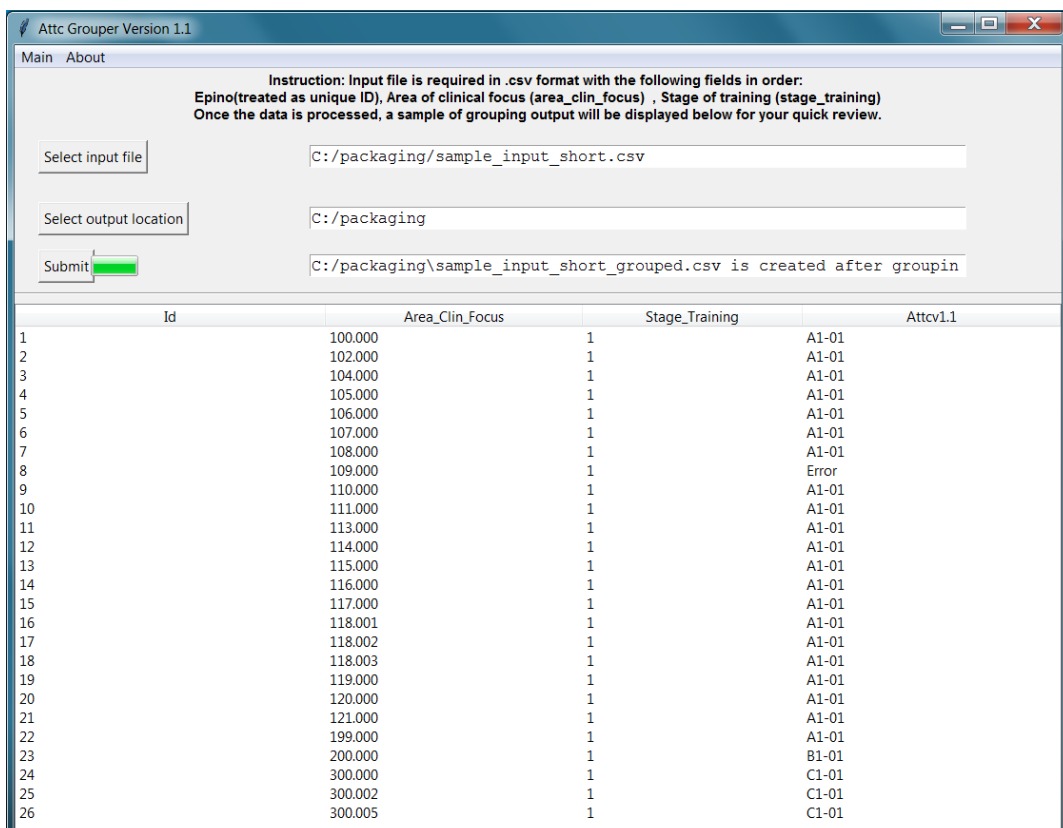 Attc Grouper Version 1.1
Main About
Instruction: Input file is required in .csv format with the following fields in order:
Epino(treated as unique ID), Area of clinical focus (area_clin_focus) , Stage of training (stage_training)
Once the data is processed, a sample of grouping output will be displayed below for your quick review.
Select input file C:/packaging/sample_input_short.csv
Select output location C:/packaging
Submit C:/packaging\sample_input_short_grouped.csv is created after groupin
Id Area_Clin_Focus Stage_Training Attcv1.1
1 100.000 1 A1-01
2 102.000 1 A1-01
3 104.000 1 A1-01
4 105.000 1 A1-01
5 106.000 1 A1-01
6 107.000 1 A1-01
7 108.000 1 A1-01
8 109.000 1 Error
9 110.000 1 A1-01
10 111.000 1 A1-01
11 113.000 1 A1-01
12 114.000 1 A1-01
13 115.000 1 A1-01
14 116.000 1 A1-01
15 117.000 1 A1-01
16 118.001 1 A1-01
17 118.002 1 A1-01
18 118.003 1 A1-01
19 119.000 1 A1-01
20 120.000 1 A1-01
21 121.000 1 A1-01
22 199.000 1 A1-01
23 200.000 1 B1-01
24 300.000 1 C1-01
25 300.002 1 C1-01
26 300.005 1 C1-01